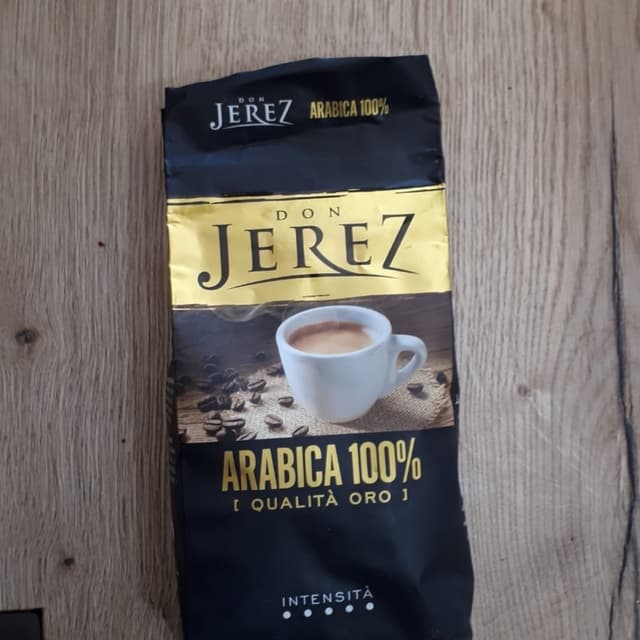 DON
JEREZ ARABICA 100%
DON
JEREZ
ARABICA 100%
[ QUALITÀ ORO ]
INTENSITÀ